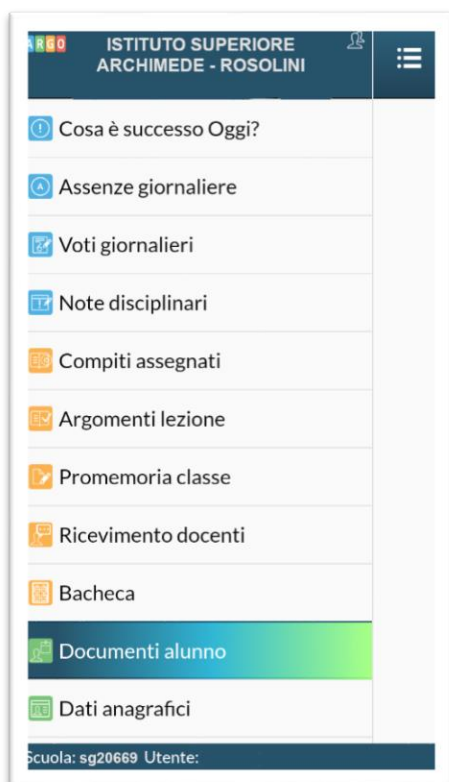 ARGO
ISTITUTO SUPERIORE
ARCHIMEDE - ROSOLINI
Cosa è successo Oggi?
Assenze giornaliere
Voti giornalieri
Note disciplinari
Compiti assegnati
Argomenti lezione
Promemoria classe
Ricevimento docenti
Bacheca
Documenti alunno
Dati anagrafici
Scuola: sg20669 Utente: